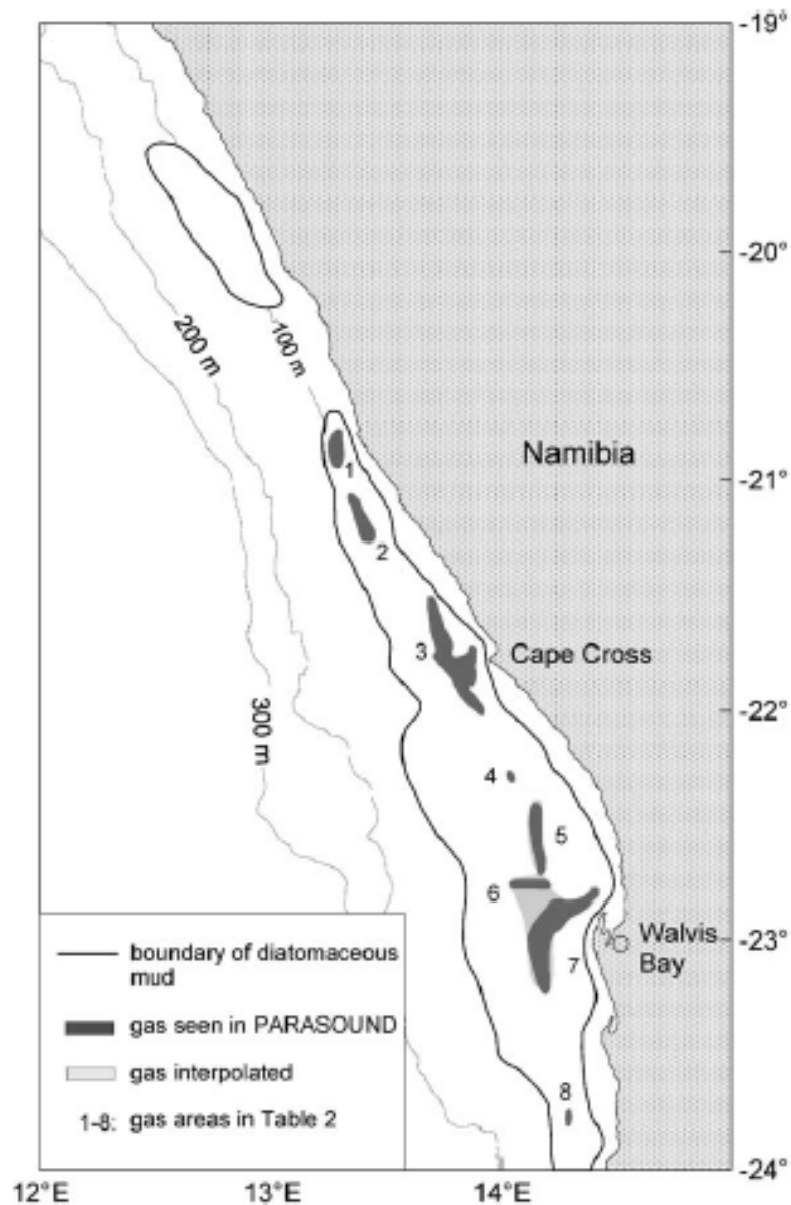 -19°
-20°
200 m
100 m
Namibia
1
-21°
2
3
Cape Cross
300 m
-22°
4
5
6
Walvis
Bay
-23°
7
boundary of diatomaceous
mud
gas seen in PARASOUND
gas interpolated
8
1-8: gas areas in Table 2
-24°
12°E
13°E
14°E